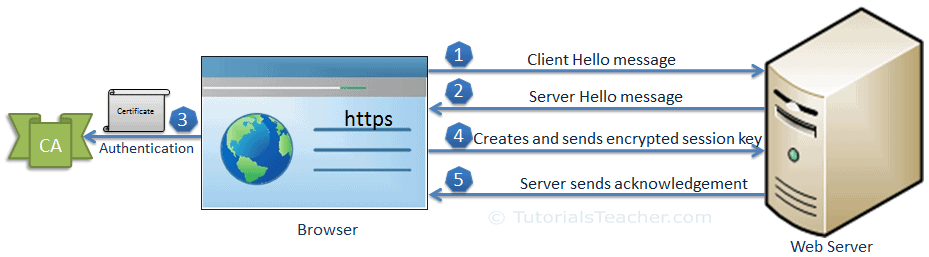 1
Client Hello message
2
Server Hello message
Certificate
3
Authentication
CA
https
4
Creates and sends encrypted session key
5
Server sends acknowledgement
© TutorialsTeacher.com
Browser
Web Server